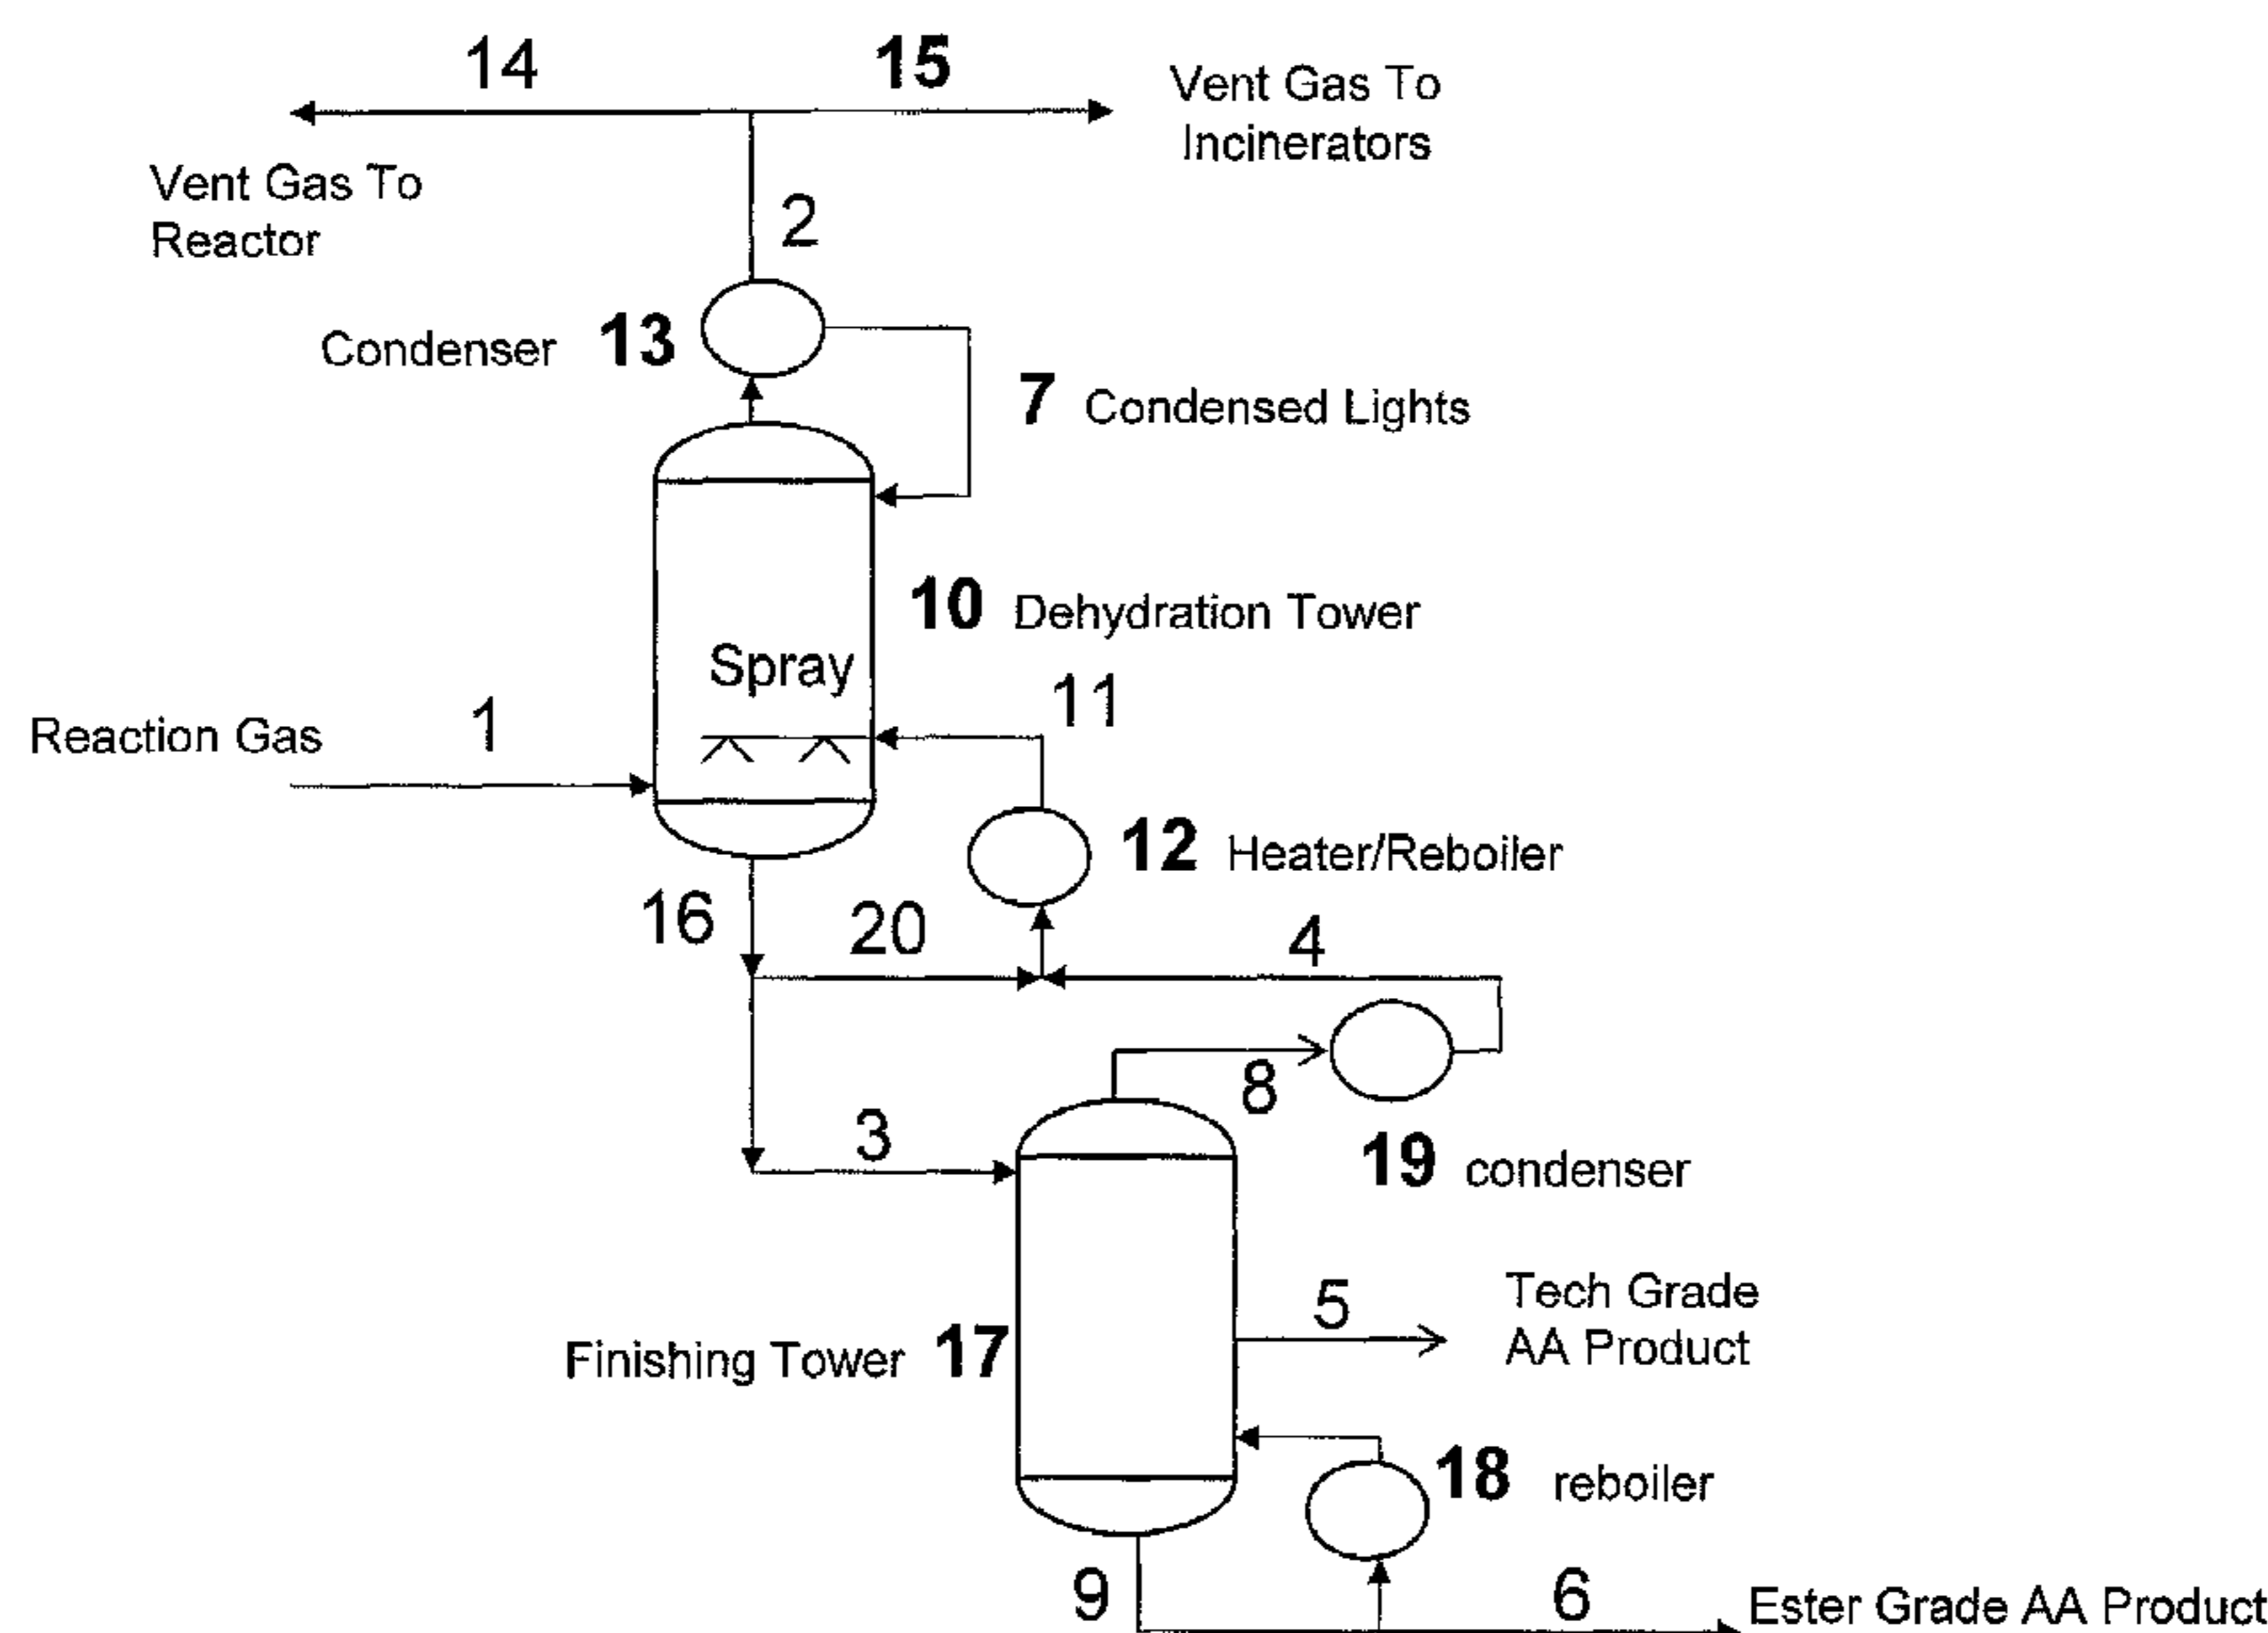 14
15
Vent Gas To
Incinerators
Vent Gas To
Reactor
2
Condenser 13
7 Condensed Lights
10 Dehydration Tower
Spray
11
Reaction Gas
1
12 Heater/Reboiler
16
20
4
8
3
19 condenser
5
Tech Grade
AA Product
Finishing Tower 17
18 reboiler
9
6
Ester Grade AA Product